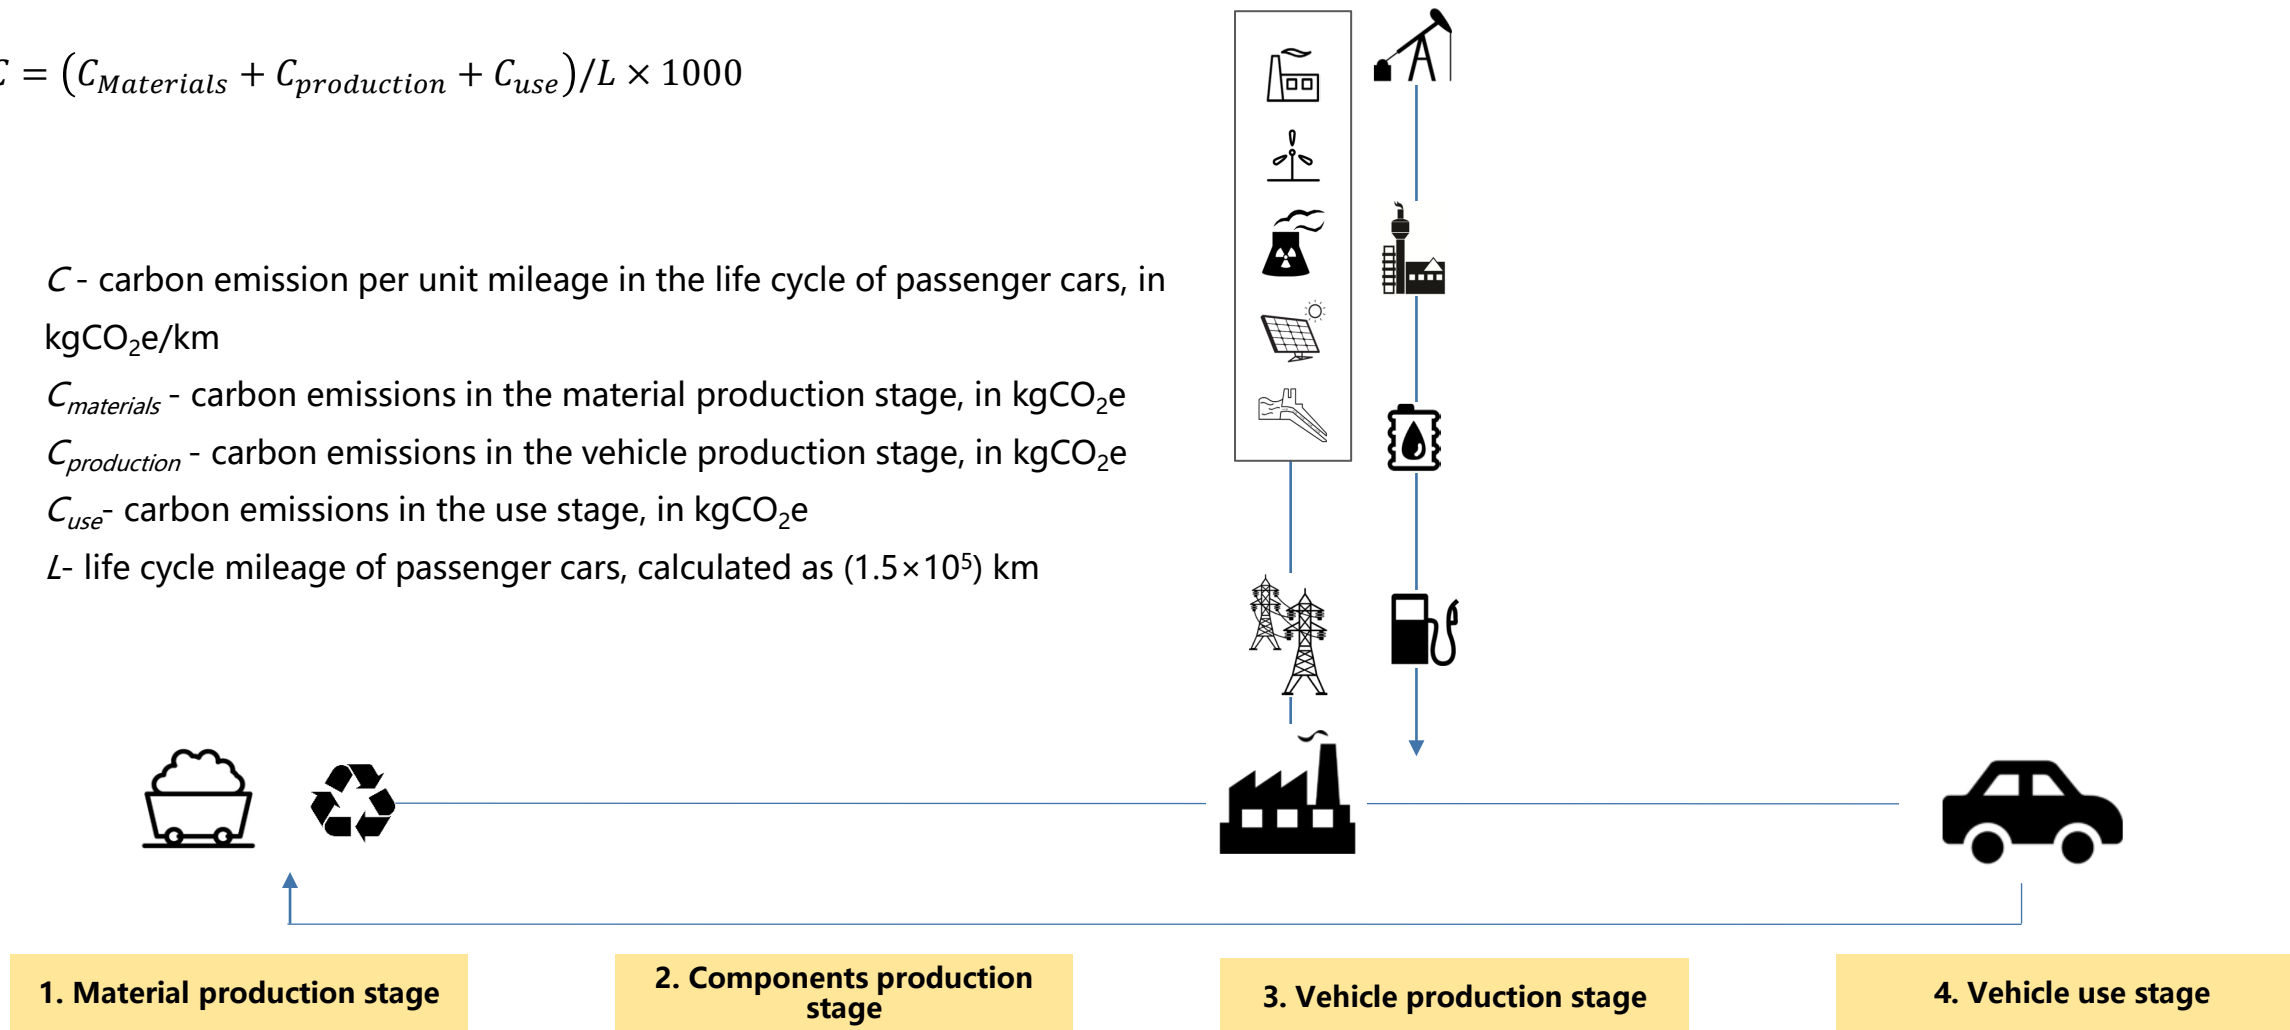 C = (C_Materials + C_production + C_use)/L × 1000
C - carbon emission per unit mileage in the life cycle of passenger cars, in
kgCO₂e/km
C_materials - carbon emissions in the material production stage, in kgCO₂e
C_production - carbon emissions in the vehicle production stage, in kgCO₂e
C_use- carbon emissions in the use stage, in kgCO₂e
L- life cycle mileage of passenger cars, calculated as (1.5×10⁵) km
1. Material production stage
2. Components production
stage
3. Vehicle production stage
4. Vehicle use stage